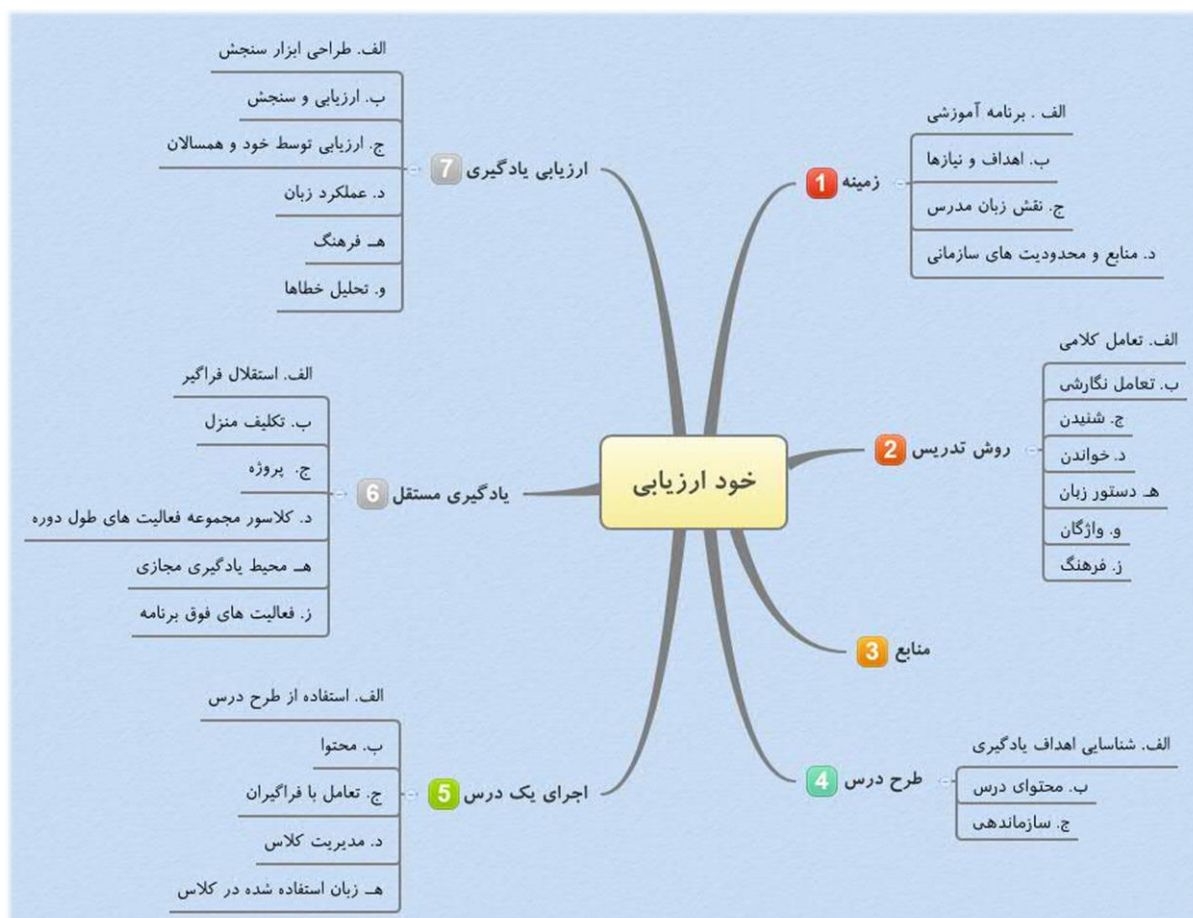 خود ارزیابی
1 زمینه
الف . برنامه آموزشی
ب. اهداف و نیازها
ج. نقش زبان مدرس
د. منابع و محدودیت های سازمانی
2 روش تدریس
الف. تعامل کلامی
ب. تعامل نگارشی
ج. شنیدن
د. خواندن
هـ دستور زبان
و. واژگان
ز. فرهنگ
3 منابع
4 طرح درس
الف. شناسایی اهداف یادگیری
ب. محتوای درس
ج. سازماندهی
5 اجرای یک درس
الف. استفاده از طرح درس
ب. محتوا
ج. تعامل با فراگیران
د. مدیریت کلاس
هـ زبان استفاده شده در کلاس
6 یادگیری مستقل
الف. استقلال فراگیر
ب. تکلیف منزل
ج. پروژه
د. کلاسور مجموعه فعالیت های طول دوره
هـ محیط یادگیری مجازی
ز. فعالیت های فوق برنامه
7 ارزیابی یادگیری
الف. طراحی ابزار سنجش
ب. ارزیابی و سنجش
ج. ارزیابی توسط خود و همسالان
د. عملکرد زبان
هـ فرهنگ
و. تحلیل خطاها